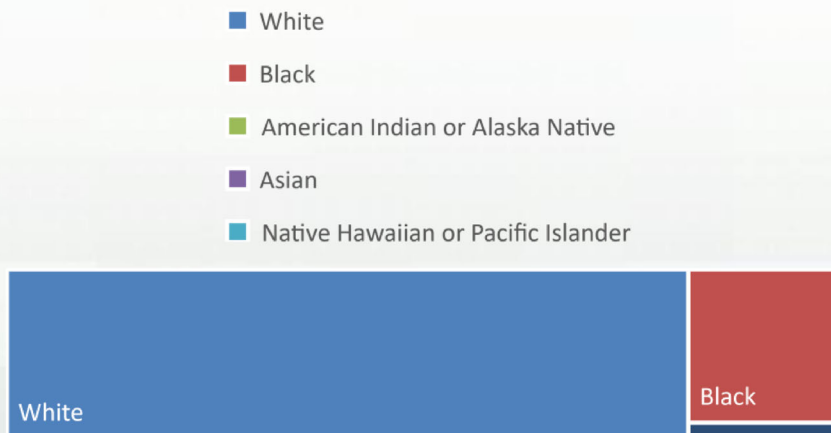 White
Black
American Indian or Alaska Native
Asian
Native Hawaiian or Pacific Islander
Black
White